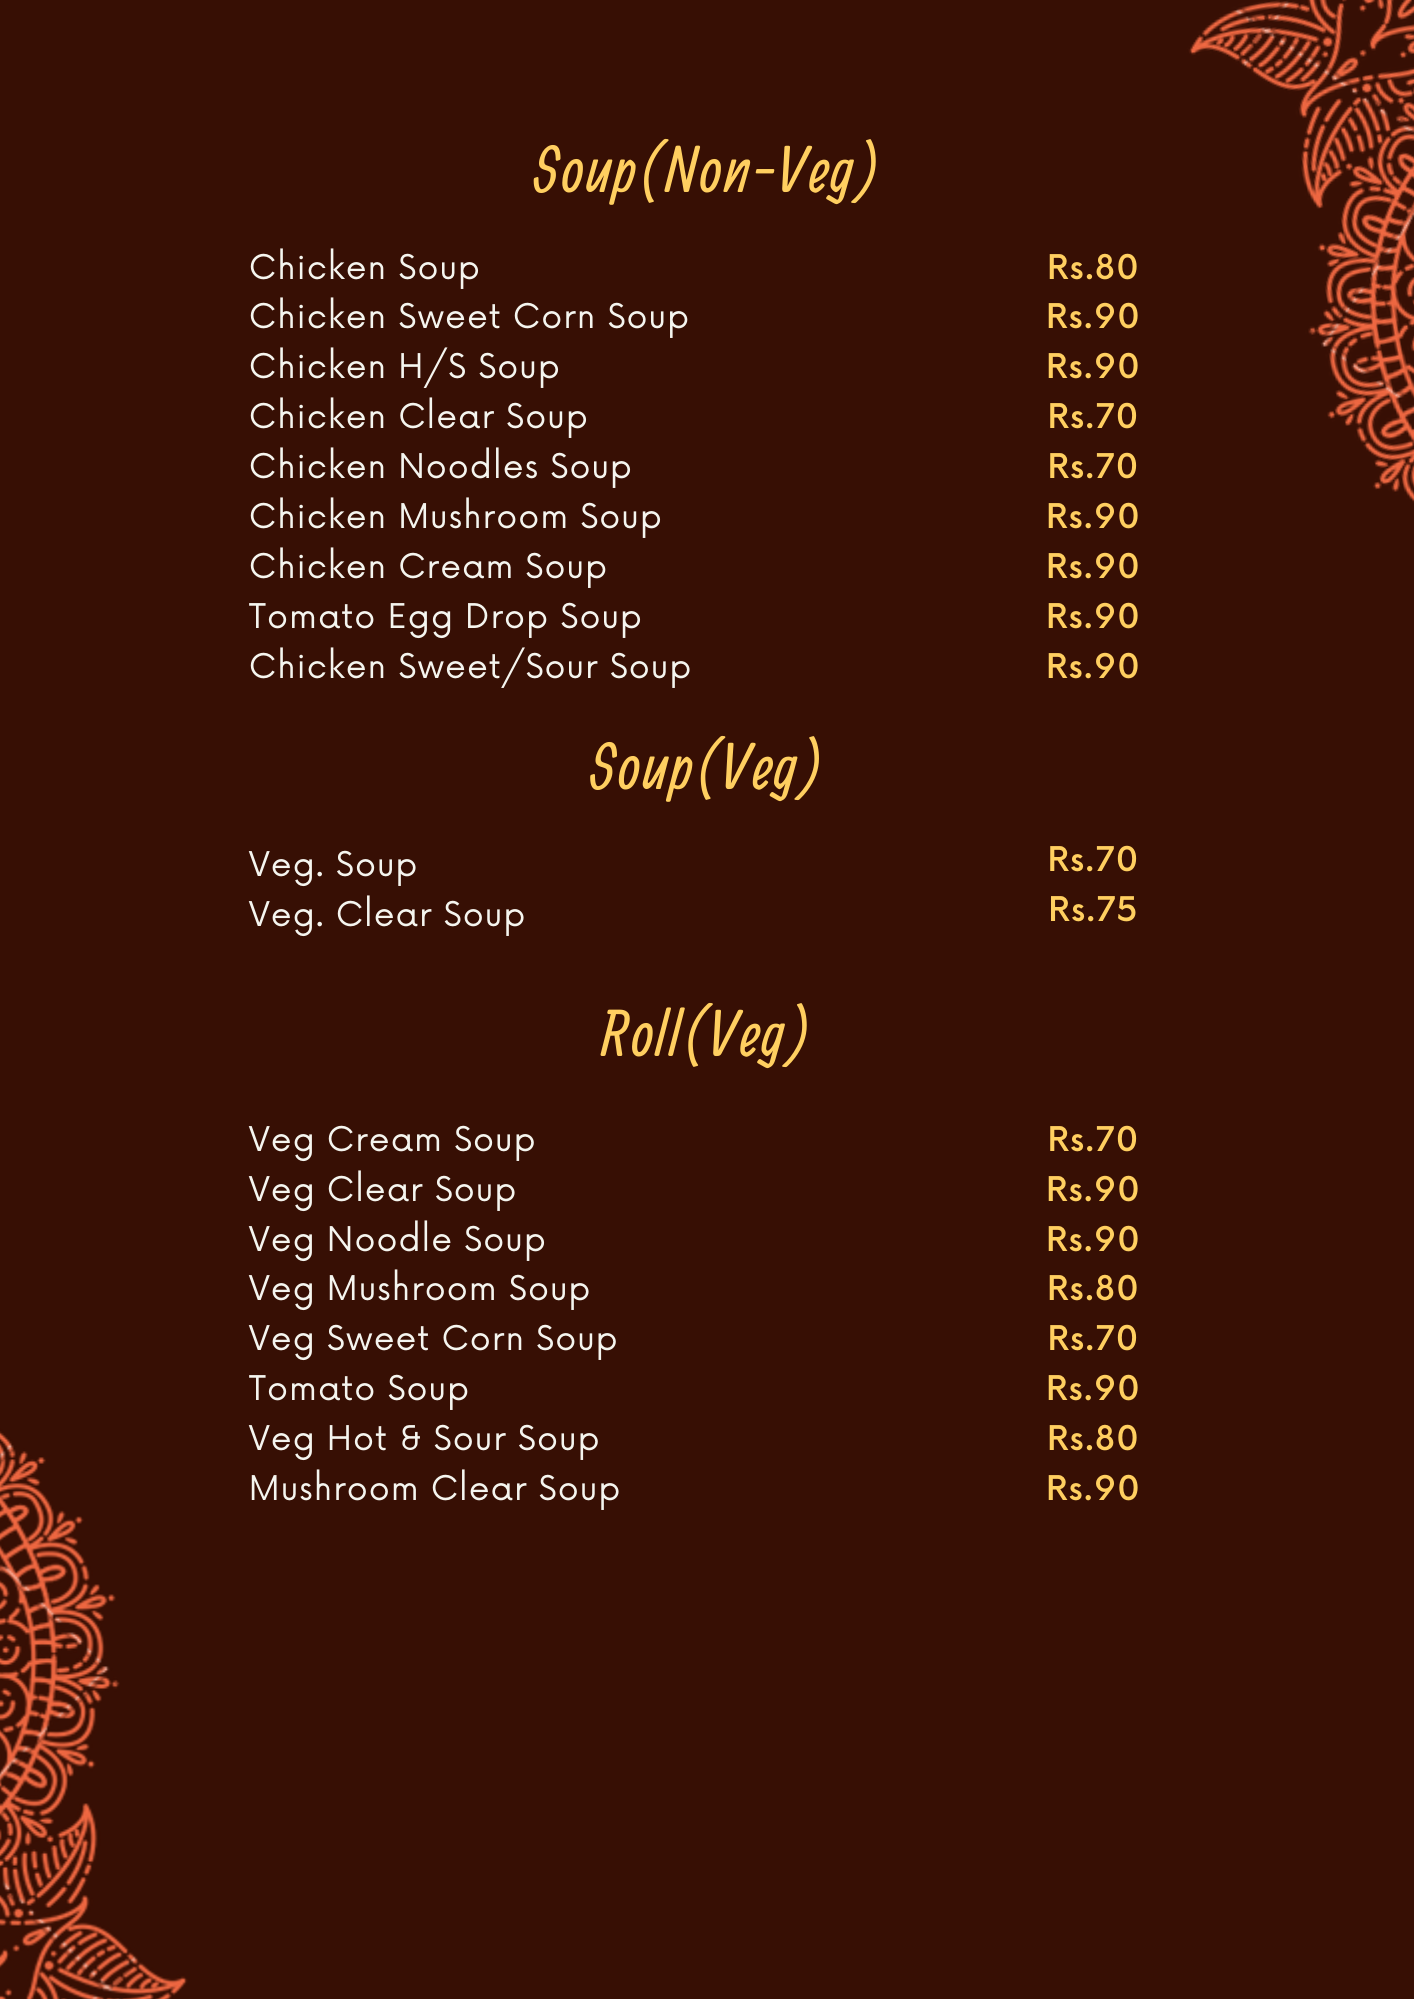 Soup(Non-Veg)
Chicken Soup Rs.80
Chicken Sweet Corn Soup Rs.90
Chicken H/S Soup Rs.90
Chicken Clear Soup Rs.70
Chicken Noodles Soup Rs.70
Chicken Mushroom Soup Rs.90
Chicken Cream Soup Rs.90
Tomato Egg Drop Soup Rs.90
Chicken Sweet/Sour Soup Rs.90
Soup(Veg)
Veg. Soup Rs.70
Veg. Clear Soup Rs.75
Roll(Veg)
Veg Cream Soup Rs.70
Veg Clear Soup Rs.90
Veg Noodle Soup Rs.90
Veg Mushroom Soup Rs.80
Veg Sweet Corn Soup Rs.70
Tomato Soup Rs.90
Veg Hot & Sour Soup Rs.80
Mushroom Clear Soup Rs.90